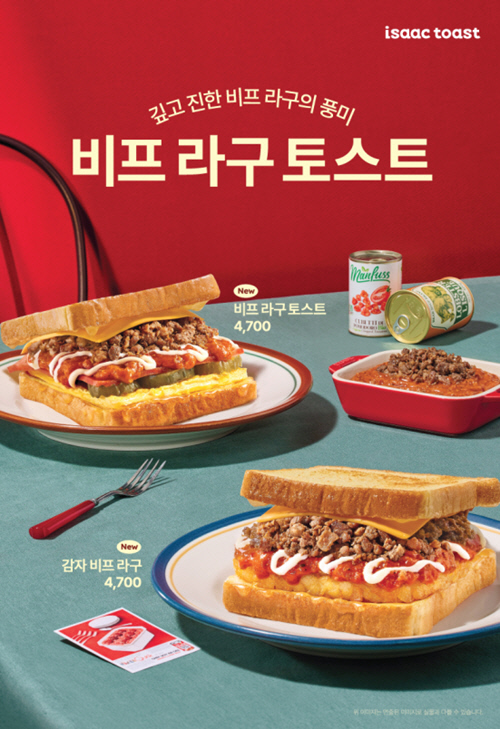 isaac toast
깊고 진한 비프 라구의 풍미
비프 라구 토스트
New
비프 라구 토스트
4,700
Manfuso
New
감자 비프 라구
4,700